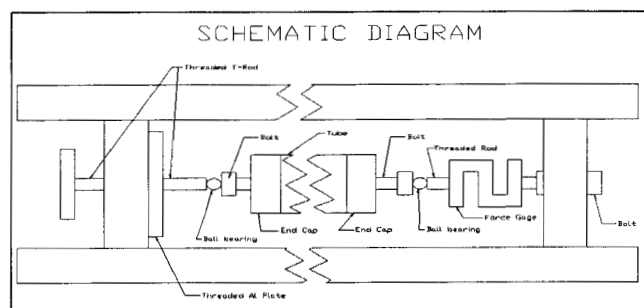 SCHEMATIC DIAGRAM
Threaded T-Rod
Bolt
Tube
Bolt
Threaded Rod
End Cap
End Cap
Force Gage
Ball bearing
Ball bearing
Bolt
Threaded Al Plate